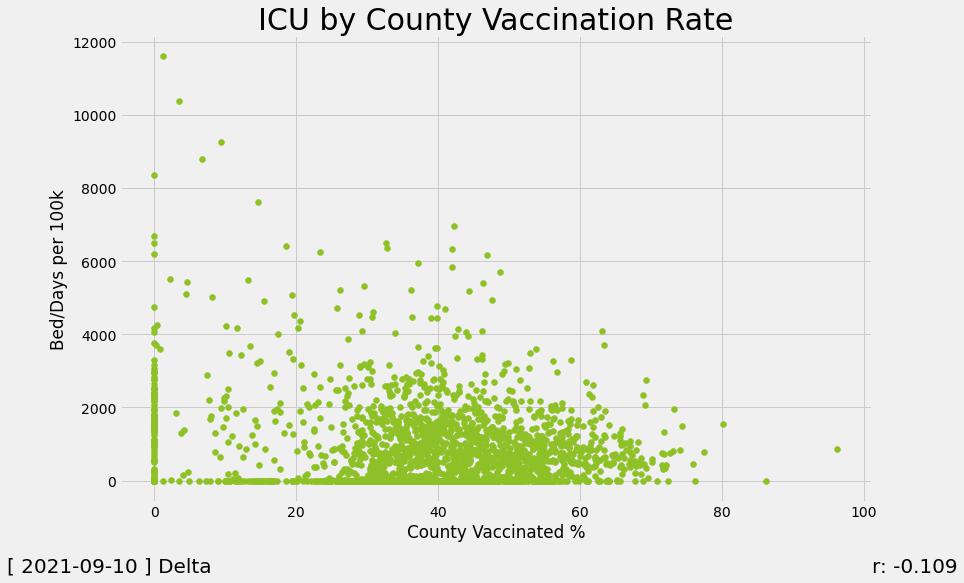 ICU by County Vaccination Rate
12000
10000
8000
6000
4000
2000
0
Bed/Days per 100k
0 20 40 60 80 100
County Vaccinated %
[ 2021-09-10 ] Delta r: -0.109